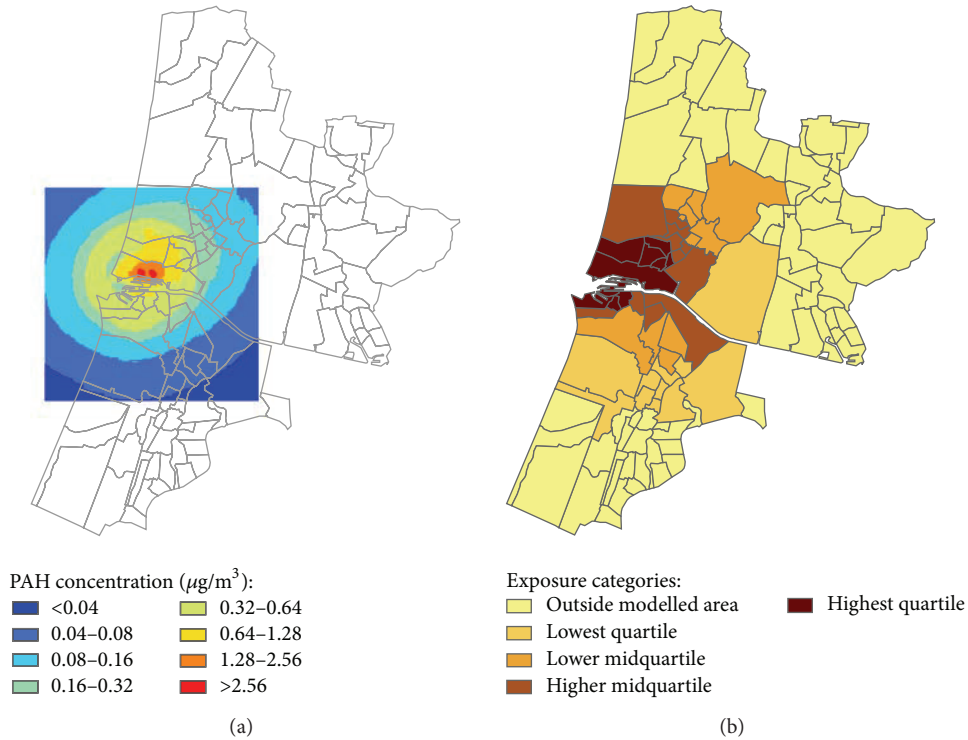 PAH concentration (μg/m³):
<0.04
0.04–0.08
0.08–0.16
0.16–0.32
0.32–0.64
0.64–1.28
1.28–2.56
>2.56
(a)
Exposure categories:
Outside modelled area
Lowest quartile
Lower midquartile
Higher midquartile
Highest quartile
(b)